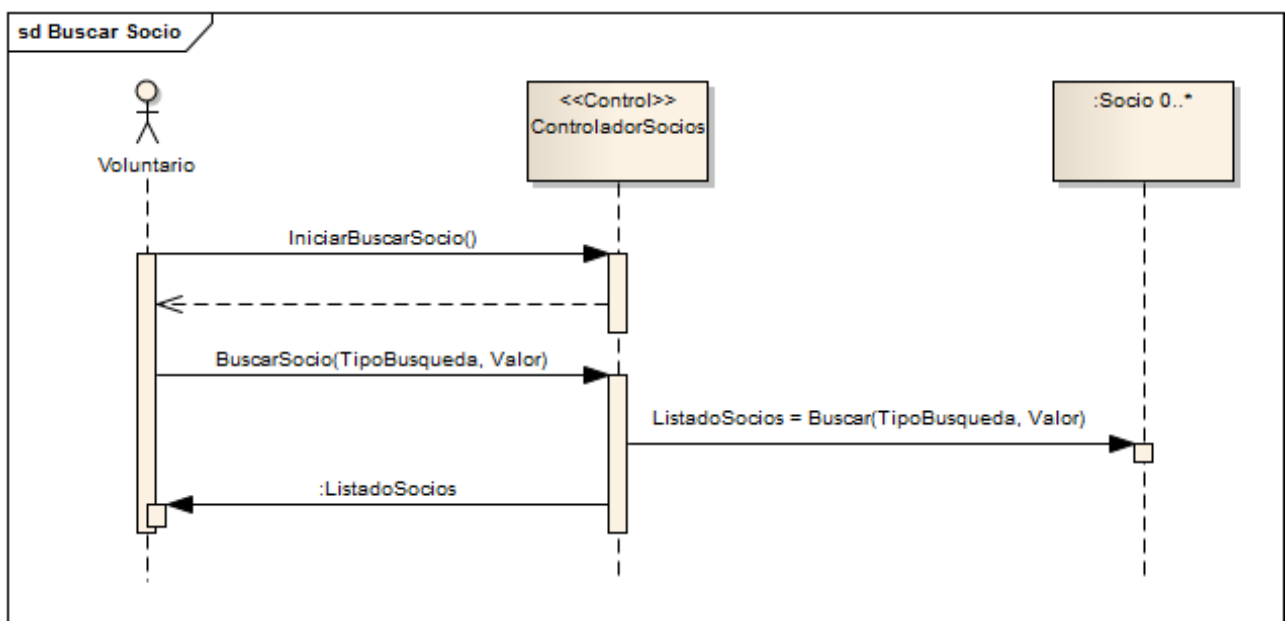 sd Buscar Socio
Voluntario
<<Control>>
ControladorSocios
:Socio 0..*
IniciarBuscarSocio()
BuscarSocio(TipoBusqueda, Valor)
ListadoSocios = Buscar(TipoBusqueda, Valor)
:ListadoSocios